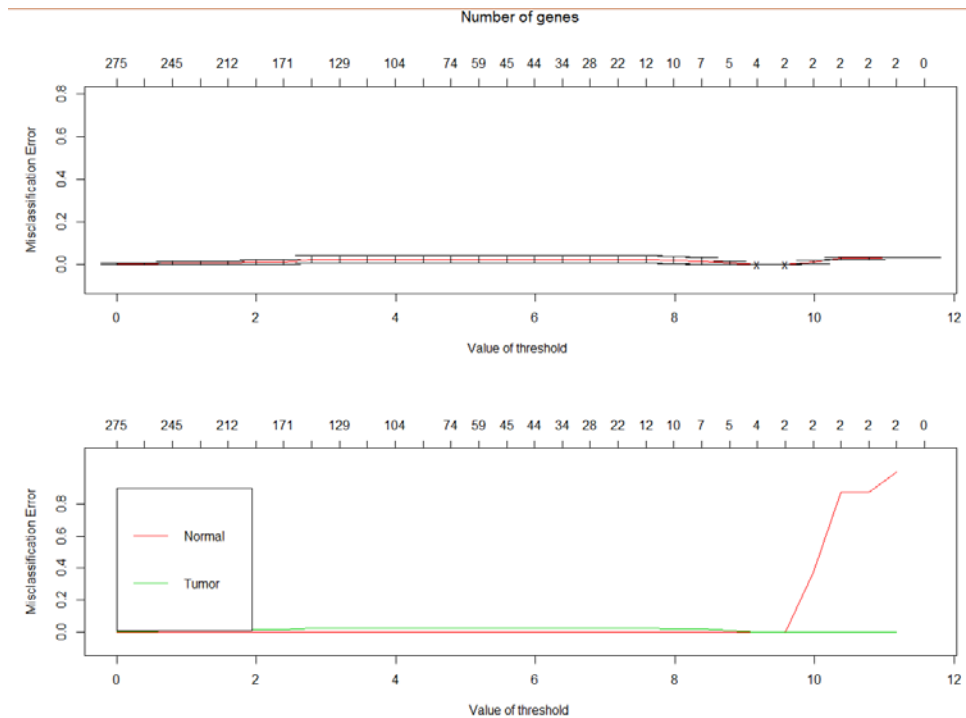 Number of genes
275 245 212 171 129 104 74 59 45 44 34 28 22 12 10 7 5 4 2 2 2 2 2 0
Misclassification Error
0.8
0.6
0.4
0.2
0.0
x x
0 2 4 6 8 10 12
Value of threshold
275 245 212 171 129 104 74 59 45 44 34 28 22 12 10 7 5 4 2 2 2 2 2 0
Misclassification Error
0.8
0.6
0.4
0.2
0.0
Normal
Tumor
0 2 4 6 8 10 12
Value of threshold